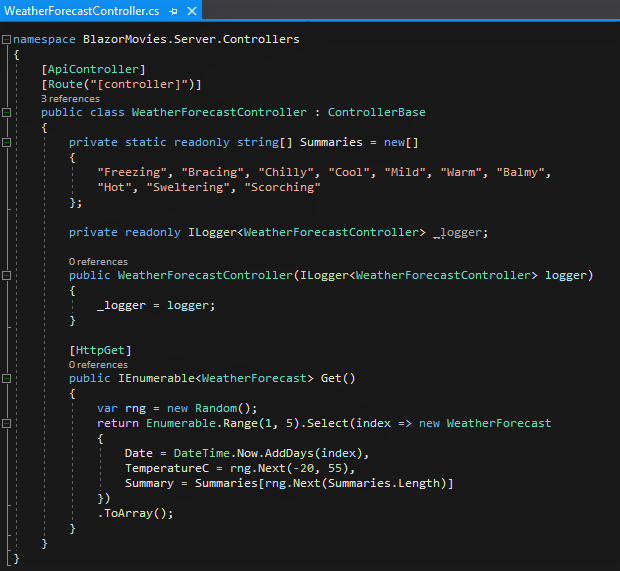 WeatherForecastController.cs
namespace BlazorMovies.Server.Controllers
{
[ApiController]
[Route("[controller]")]
3 references
public class WeatherForecastController : ControllerBase
{
private static readonly string[] Summaries = new[]
{
"Freezing", "Bracing", "Chilly", "Cool", "Mild", "Warm", "Balmy",
"Hot", "Sweltering", "Scorching"
};
private readonly ILogger<WeatherForecastController> _logger;
0 references
public WeatherForecastController(ILogger<WeatherForecastController> logger)
{
_logger = logger;
}
[HttpGet]
0 references
public IEnumerable<WeatherForecast> Get()
{
var rng = new Random();
return Enumerable.Range(1, 5).Select(index => new WeatherForecast
{
Date = DateTime.Now.AddDays(index),
TemperatureC = rng.Next(-20, 55),
Summary = Summaries[rng.Next(Summaries.Length)]
})
.ToArray();
}
}
}